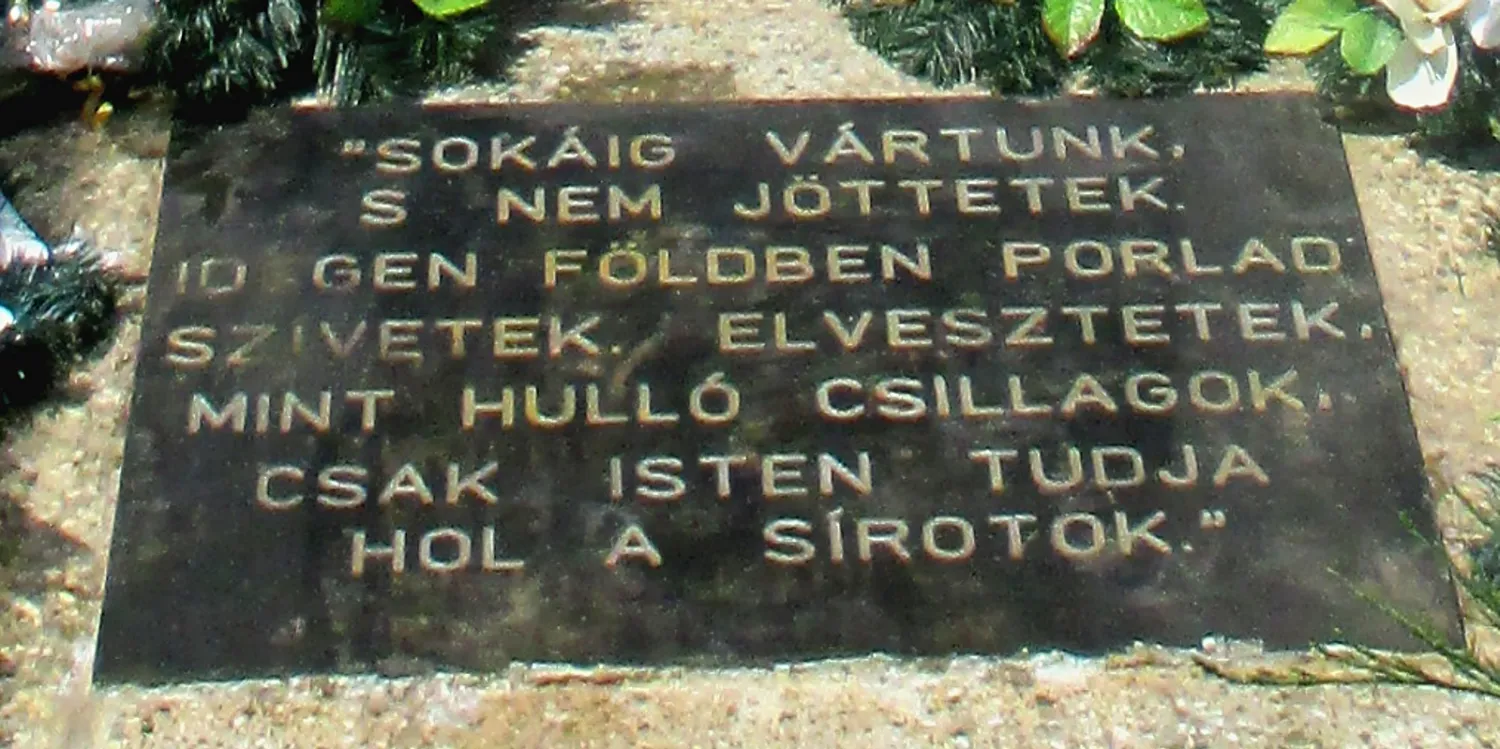 "SOKÁIG VÁRTUNK,
S NEM JÖTTETEK.
IDEGEN FÖLDBEN PORLAD
SZIVETEK. ELVESZTETEK,
MINT HULLÓ CSILLAGOK,
CSAK ISTEN TUDJA
HOL A SÍROTOK."